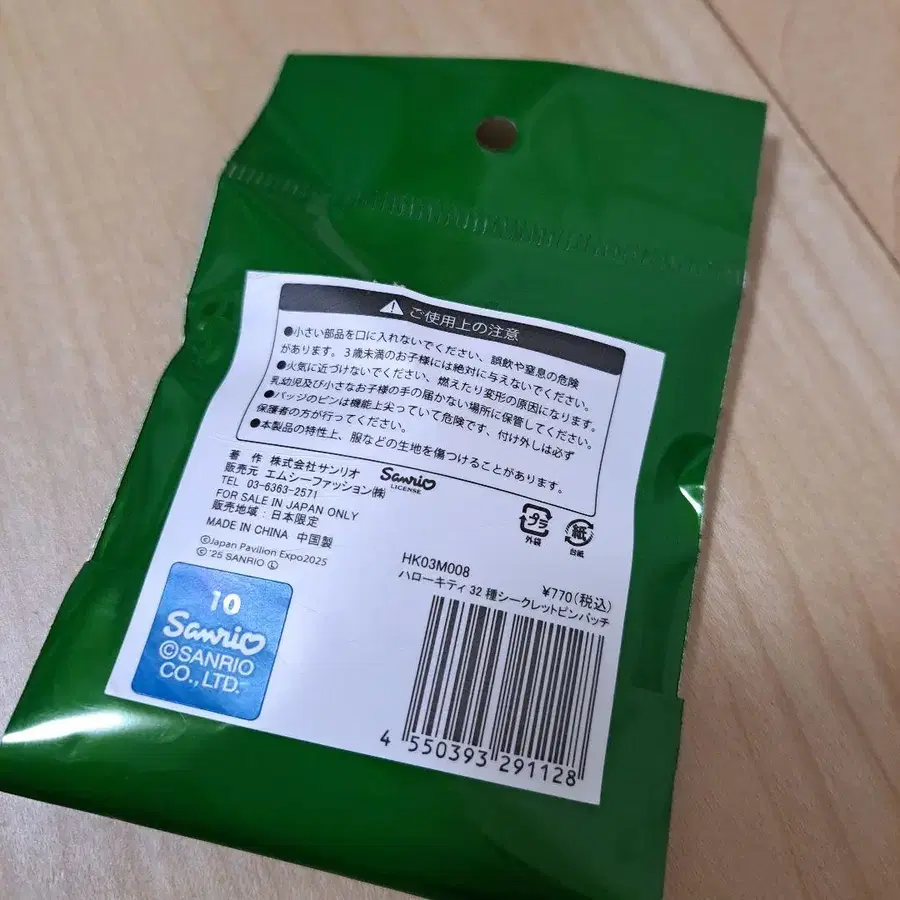 ご使用上の注意
●小さい部品を口に入れないでください、誤飲や窒息の危険
があります。3歳未満のお子様には絶対に与えないでください。
●火気に近づけないでください、燃えたり変形の原因になります。
乳幼児及び小さなお子様の手の届かない場所に保管してください。
●バッジのピンは機能上尖っていて危険です、付け外しは必ず
保護者の方が行ってください。
●本製品の特性上、服などの生地を傷つけることがあります。
著 作 株式会社サンリオ
販売元 エムシーファッション㈱
TEL 03-6363-2571
FOR SALE IN JAPAN ONLY
販売地域:日本限定
MADE IN CHINA 中国製
©Japan Pavilion Expo2025
© '25 SANRIO Ⓛ
Sanrio
LICENSE
プラ
外袋
紙
台紙
10
Sanrio
©SANRIO
CO.,LTD.
HK03M008
¥770(税込)
ハローキティ 32 種シークレットピンバッチ
4 550393 291128